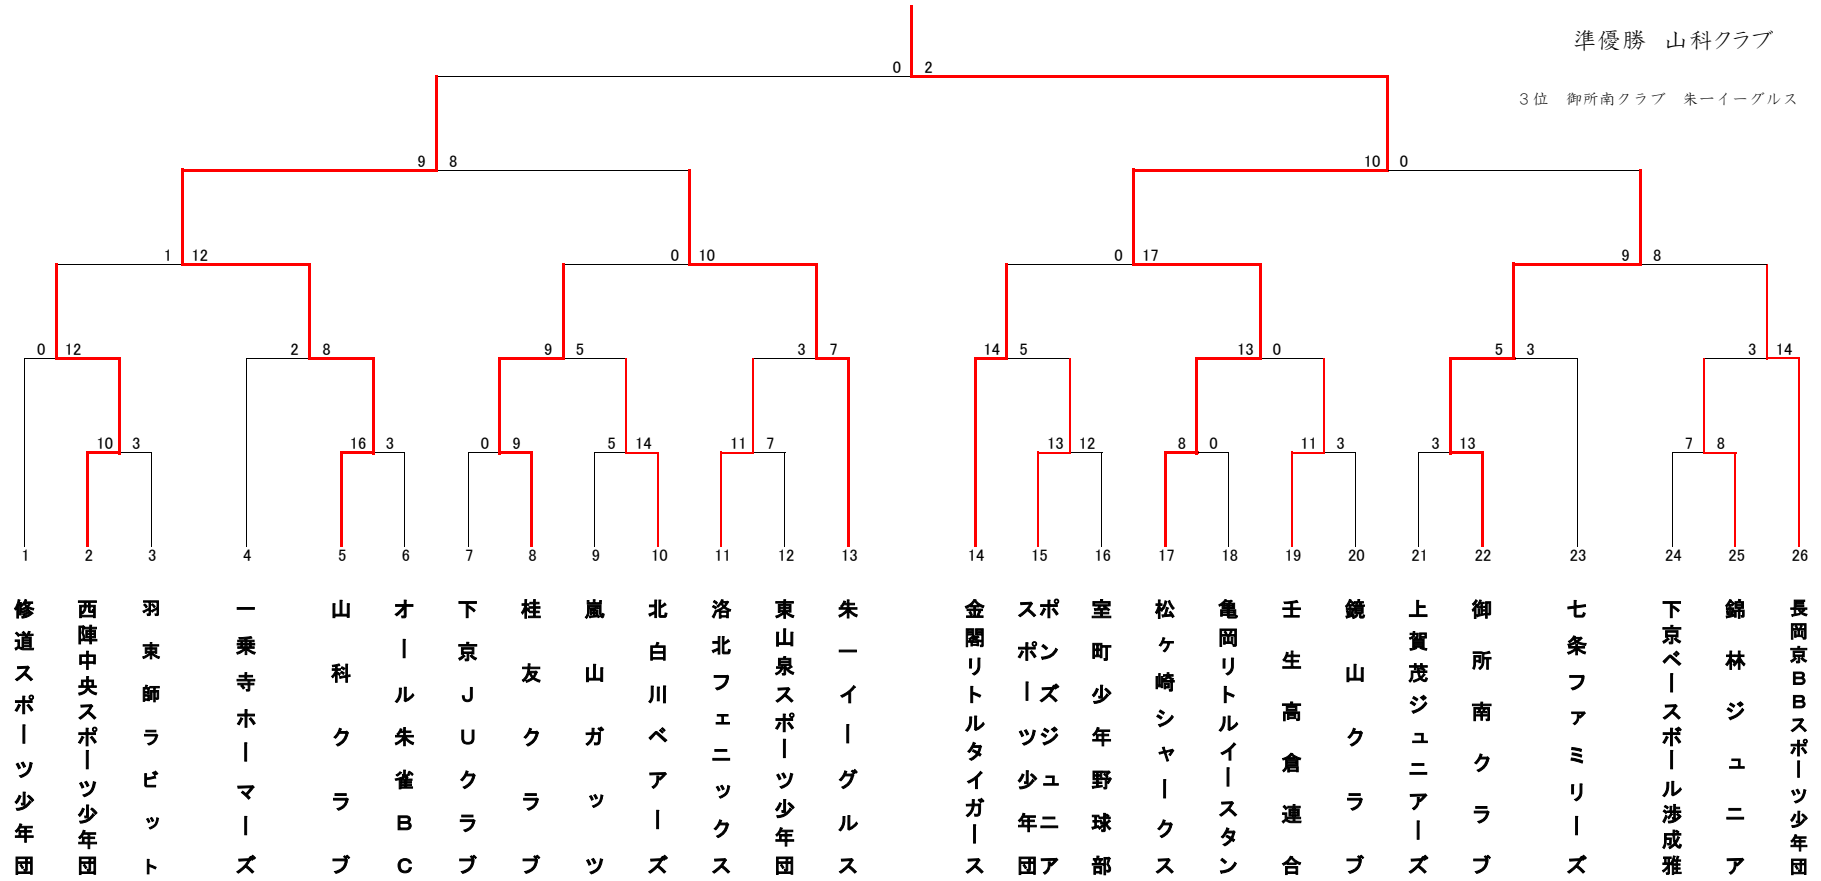 準優勝　山科クラブ
0 2
３位　御所南クラブ　朱一イーグルス
9 8 10 0
1 12 0 10 0 17 9 8
0 12 2 8 9 5 3 7 14 5 13 0 5 3 3 14
10 3 16 3 0 9 5 14 11 7 13 12 8 0 11 3 3 13 7 8
1 2 3 4 5 6 7 8 9 10 11 12 13 14 15 16 17 18 19 20 21 22 23 24 25 26
修道スポーツ少年団
西陣中央スポーツ少年団
羽東師ラビット
一乗寺ホーマーズ
山科クラブ
オール朱雀ＢＣ
下京ＪＵクラブ
桂友クラブ
嵐山ガッツ
北白川ベアーズ
洛北フェニックス
東山泉スポーツ少年団
朱一イーグルス
金閣リトルタイガース
ポンズジュニア
スポーツ少年団
室町少年野球部
松ヶ崎シャークス
亀岡リトルイースタン
壬生高倉連合
鏡山クラブ
上賀茂ジュニアーズ
御所南クラブ
七条ファミリーズ
下京ベースボール渉成雅
錦林ジュニア
長岡京ＢＢスポーツ少年団